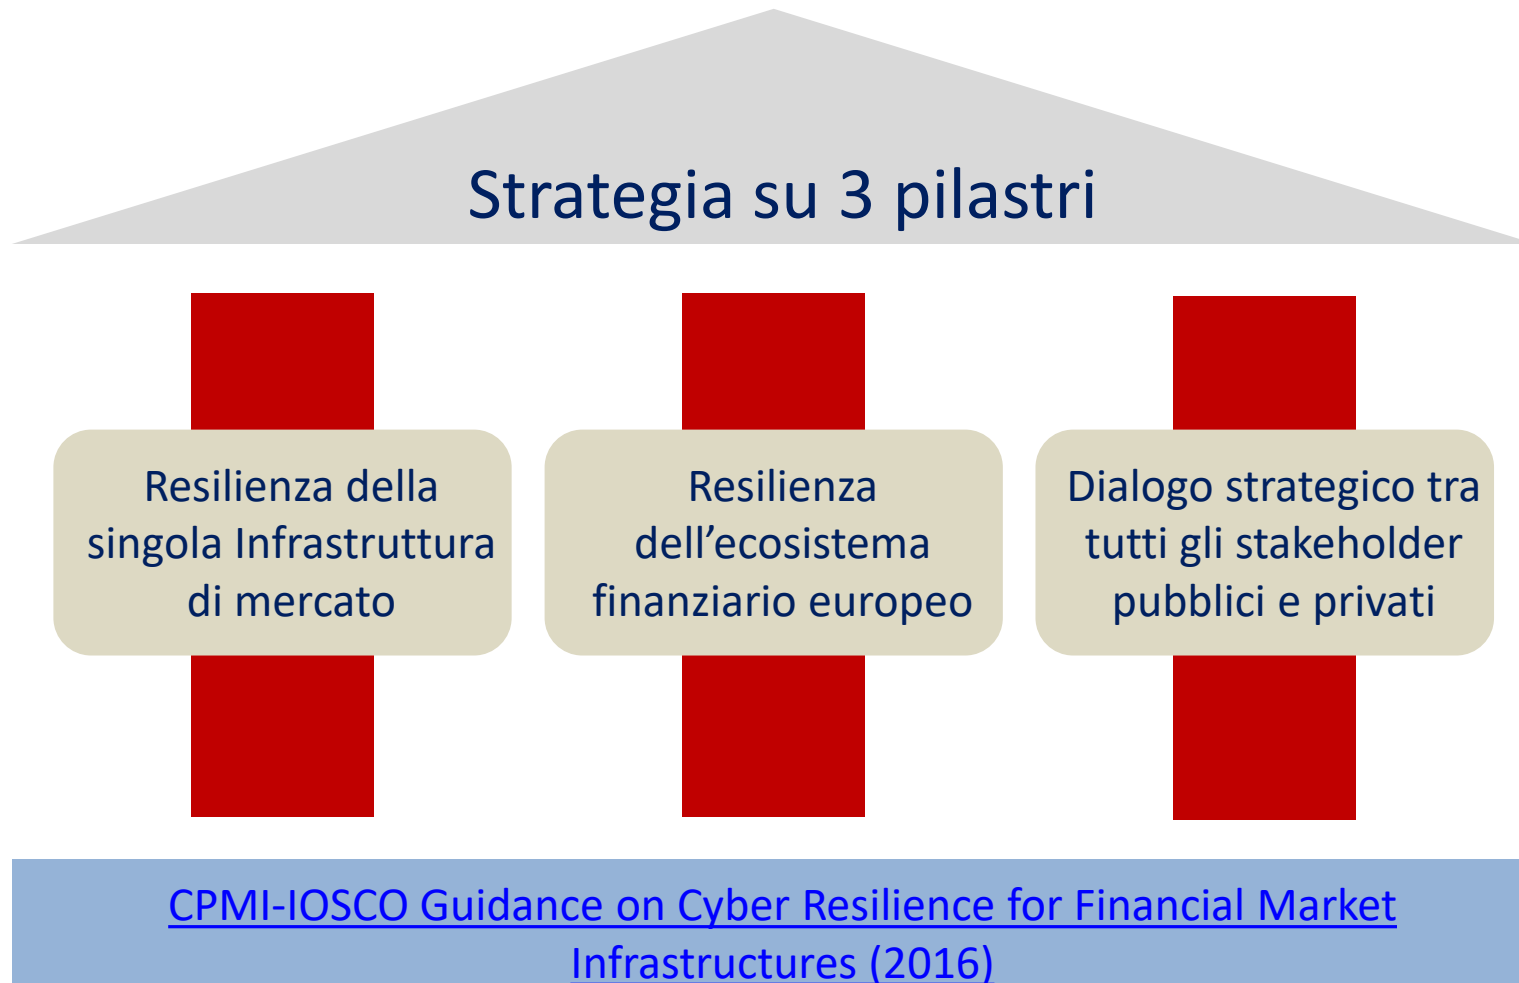 Strategia su 3 pilastri
Resilienza della
singola Infrastruttura
di mercato
Resilienza
dell’ecosistema
finanziario europeo
Dialogo strategico tra
tutti gli stakeholder
pubblici e privati
CPMI-IOSCO Guidance on Cyber Resilience for Financial Market
Infrastructures (2016)